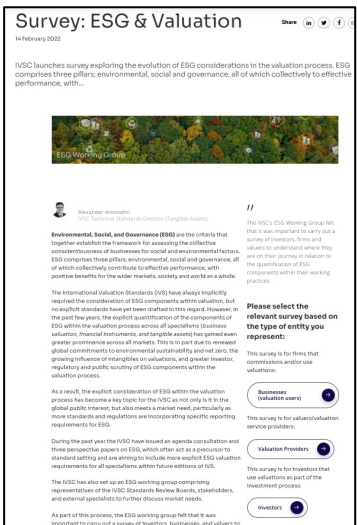 Survey: ESG & Valuation
Share
14 February 2022
IVSC launches survey exploring the evolution of ESG considerations in the valuation process. ESG
comprises three pillars; environmental, social and governance, all of which collectively to effective
performance, with...
ESG Working Group
Alexander Aronsohn
IVSC Technical Standards Director (Tangible Assets)
Environmental, Social, and Governance (ESG) are the criteria that
together establish the framework for assessing the collective
conscientiousness of businesses for social and environmental factors.
ESG comprises three pillars; environmental, social and governance, all
of which collectively contribute to effective performance, with
positive benefits for the wider markets, society and world as a whole.
The International Valuation Standards (IVS) have always implicitly
required the consideration of ESG components within valuation, but
no explicit standards have yet been drafted in this regard. However, in
the past few years, the explicit quantification of the components of
ESG within the valuation process across all specialisms (business
valuation, financial instruments, and tangible assets) has gained even
greater prominence across all markets. This is in part due to renewed
global commitments to environmental sustainability and net zero, the
growing influence of intangibles on valuations, and greater investor,
regulatory and public scrutiny of ESG components within the
valuation process.
As a result, the explicit consideration of ESG within the valuation
process has become a key topic for the IVSC as not only is it in the
global public interest, but also meets a market need, particularly as
more standards and regulations are incorporating specific reporting
requirements for ESG.
During the past year the IVSC have issued an agenda consultation and
three perspective papers on ESG, which often act as a precursor to
standard setting and are aiming to include more explicit ESG valuation
requirements for all specialisms within future editions of IVS.
The IVSC has also set up an ESG working group comprising
representatives of the IVSC Standards Review Boards, stakeholders,
and external specialists to further discuss market needs.
As part of this process, the ESG working group felt that it was
important to carry out a survey of investors, businesses, and valuers to
"
The IVSC's ESG Working Group felt
that it was important to carry out a
survey of investors, firms and
valuers to understand where they
are on their journey in relation to
the quantification of ESG
components within their working
practices.
Please select the
relevant survey based on
the type of entity you
represent:
This survey is for firms that
commissions and/or use
valuations:
Businesses
(valuation users)
This survey is for valuers/valuation
service providers:
Valuation Providers
This survey is for Investors that
use valuations as part of the
Investment process:
Investors